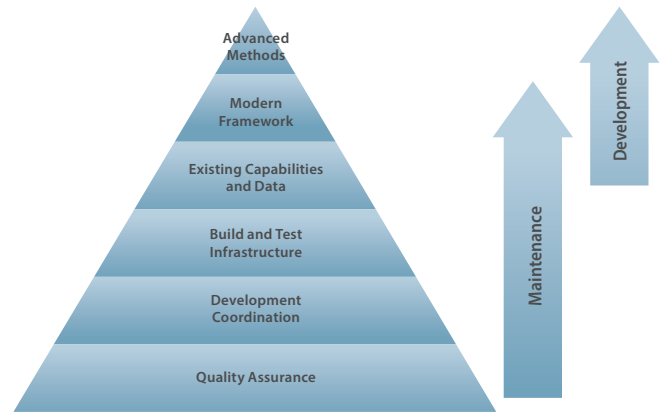 Advanced
Methods
Modern
Framework
Existing Capabilities
and Data
Build and Test
Infrastructure
Development
Coordination
Quality Assurance
Maintenance
Development